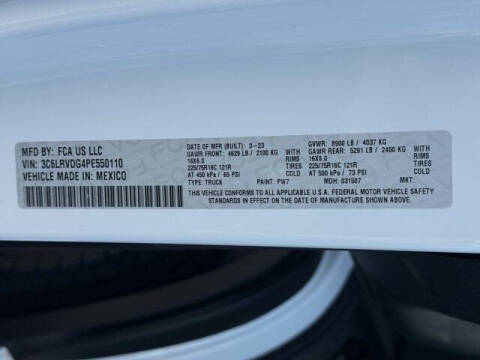 MFD BY: FCA US LLC
VIN: 3C6LRVDG4PE550110
VEHICLE MADE IN: MEXICO
DATE OF MFR (BUILT): 3-23
GAWR FRONT: 4629 LB / 2100 KG WITH
16X6.0 RIMS
225/75R16C 121R TIRES
AT 450 kPa / 65 PSI COLD
GVWR: 8900 LB / 4037 KG
GAWR REAR: 5291 LB / 2400 KG WITH
16X6.0 RIMS
225/75R16C 121R TIRES
AT 500 kPa / 73 PSI COLD
TYPE: TRUCK PAINT: PW7 MDH: 031507 MKT:
THIS VEHICLE CONFORMS TO ALL APPLICABLE U.S.A. FEDERAL MOTOR VEHICLE SAFETY
STANDARDS IN EFFECT ON THE DATE OF MANUFACTURE SHOWN ABOVE.